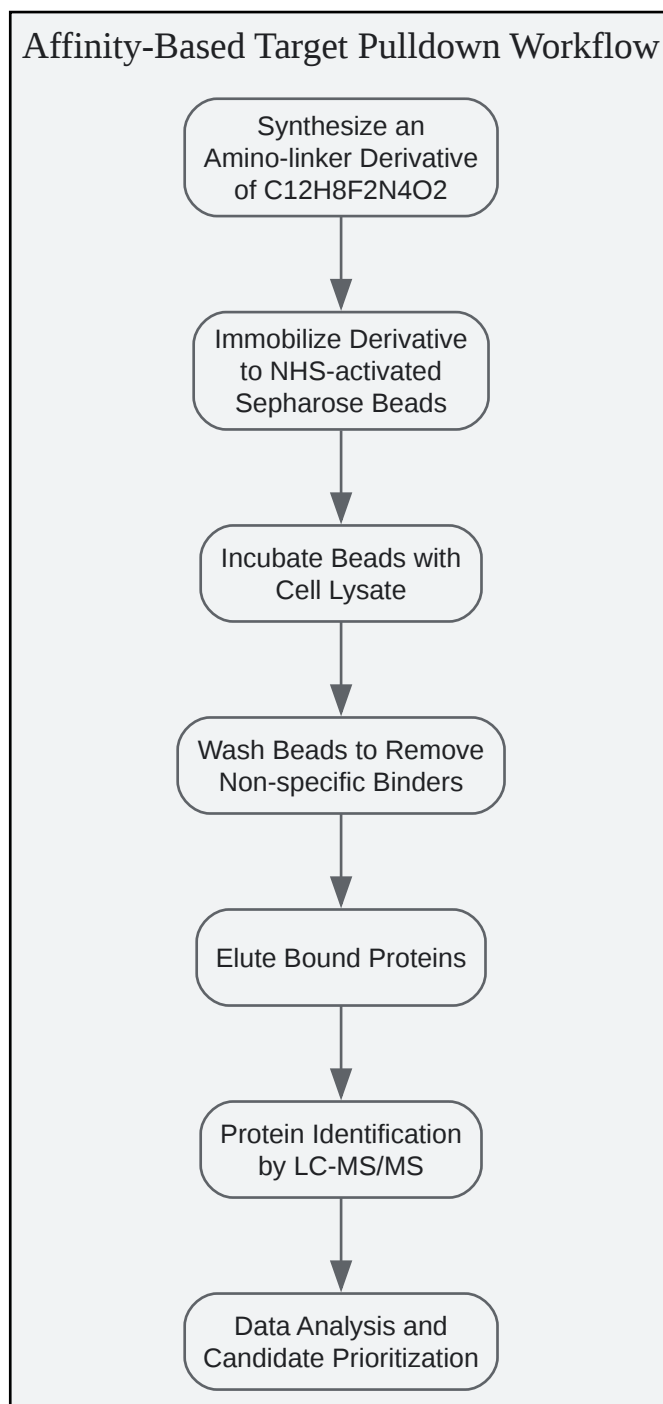 Affinity-Based Target Pulldown Workflow
Synthesize an
Amino-linker Derivative
of C12H8F2N4O2
Immobilize Derivative
to NHS-activated
Sepharose Beads
Incubate Beads with
Cell Lysate
Wash Beads to Remove
Non-specific Binders
Elute Bound Proteins
Protein Identification
by LC-MS/MS
Data Analysis and
Candidate Prioritization